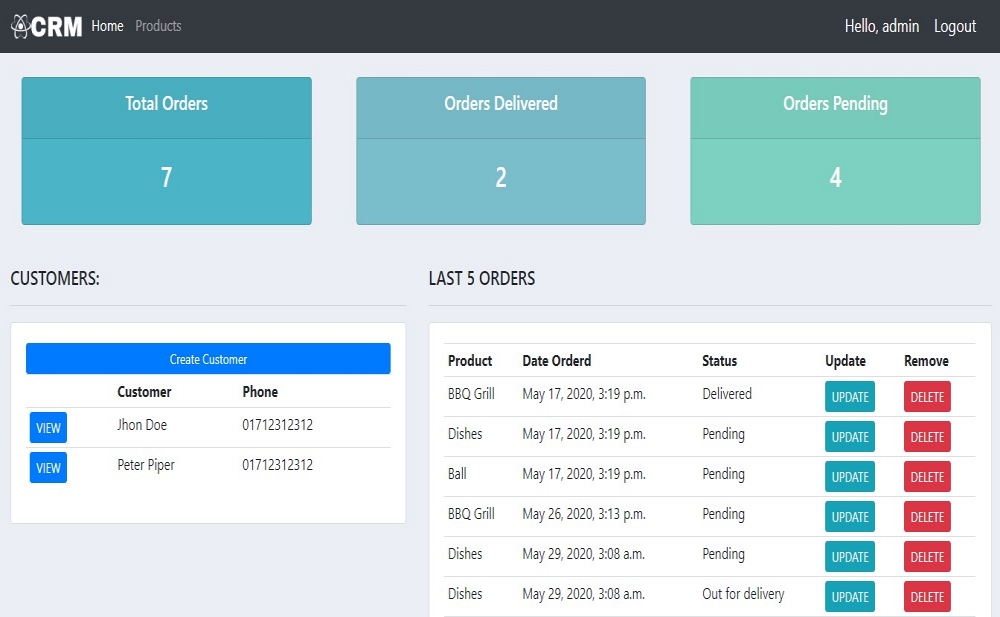 CRM Home Products Hello, admin Logout
Total Orders
7
Orders Delivered
2
Orders Pending
4
CUSTOMERS:
Create Customer
Customer Phone
VIEW Jhon Doe 01712312312
VIEW Peter Piper 01712312312
LAST 5 ORDERS
Product Date Orderd Status Update Remove
BBQ Grill May 17, 2020, 3:19 p.m. Delivered UPDATE DELETE
Dishes May 17, 2020, 3:19 p.m. Pending UPDATE DELETE
Ball May 17, 2020, 3:19 p.m. Pending UPDATE DELETE
BBQ Grill May 26, 2020, 3:13 p.m. Pending UPDATE DELETE
Dishes May 29, 2020, 3:08 a.m. Pending UPDATE DELETE
Dishes May 29, 2020, 3:08 a.m. Out for delivery UPDATE DELETE